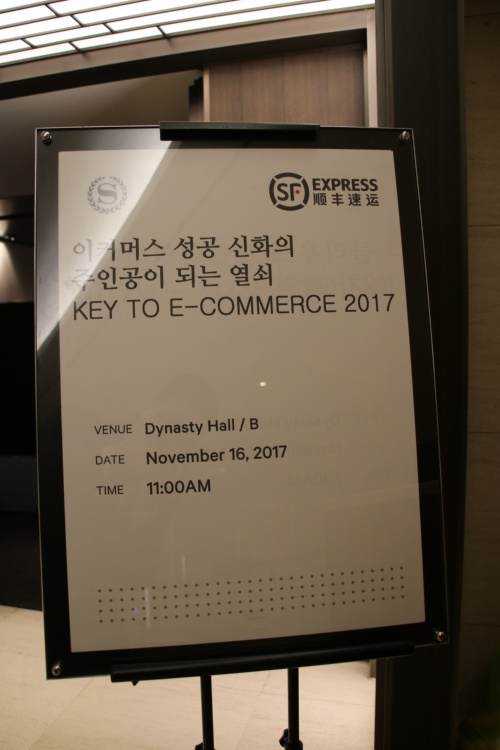 S
SF EXPRESS
顺丰速运
이커머스 성공 신화의
주인공이 되는 열쇠
KEY TO E-COMMERCE 2017
VENUE Dynasty Hall / B
DATE November 16, 2017
TIME 11:00AM